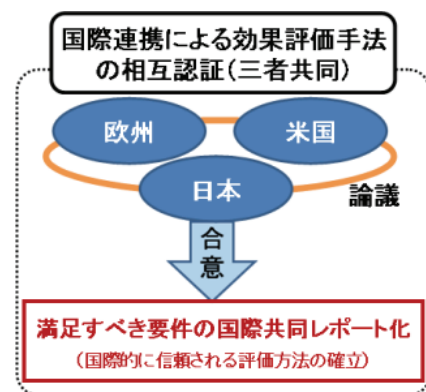 国際連携による効果評価手法
の相互認証(三者共同)
欧州
米国
日本
論議
合
意
満足すべき要件の国際共同レポート化
(国際的に信頼される評価方法の確立)